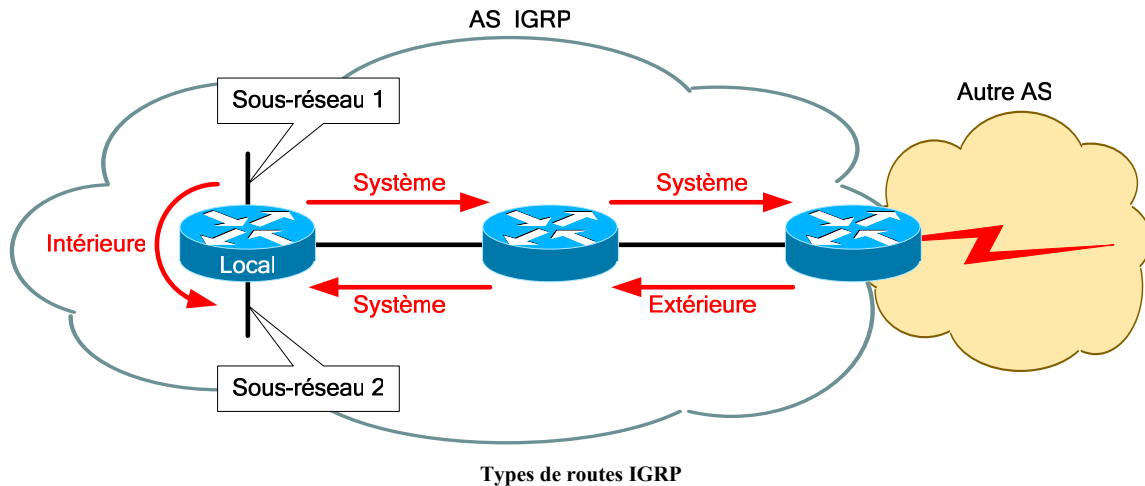 AS IGRP
Sous-réseau 1
Autre AS
Système
Système
Intérieure
Local
Système
Extérieure
Sous-réseau 2
Types de routes IGRP